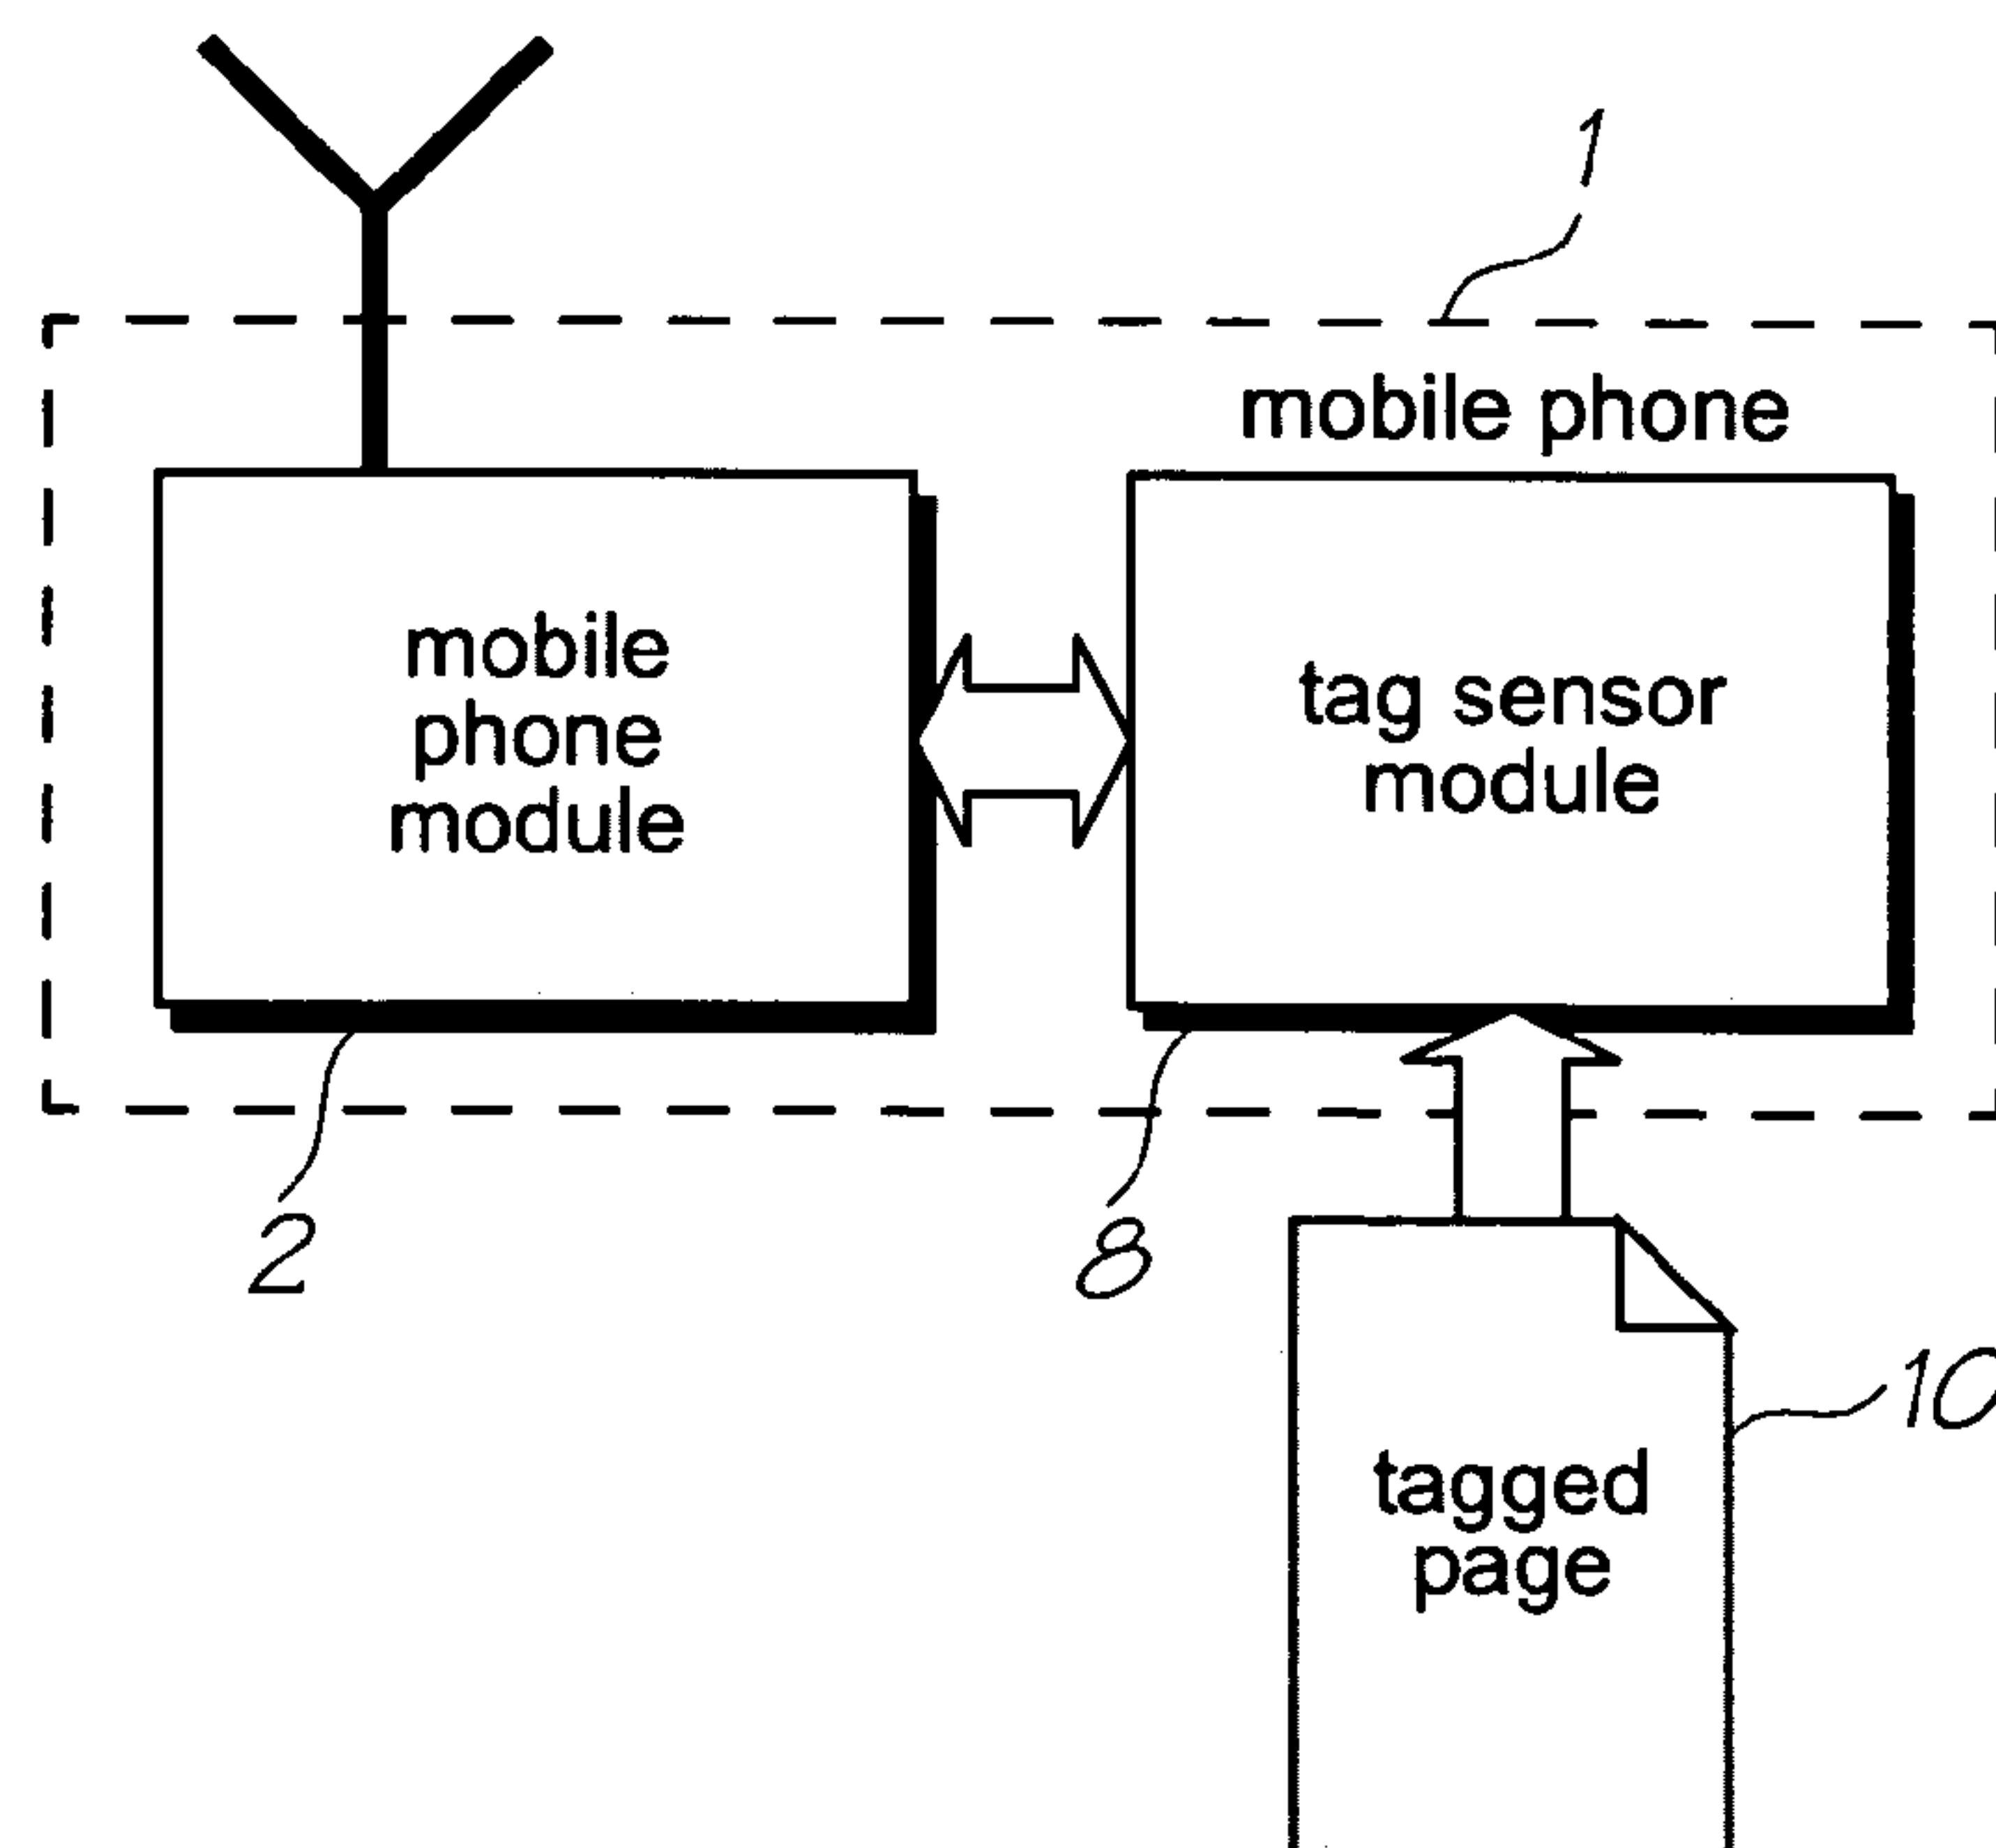 1
mobile phone
mobile
phone
module
tag sensor
module
2
8
10
tagged
page